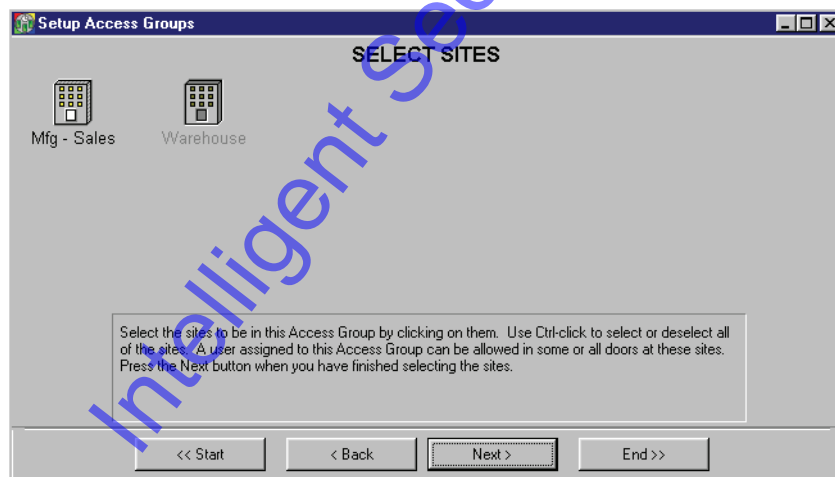 Setup Access Groups
SELECT SITES
Mfg - Sales
Warehouse
Select the sites to be in this Access Group by clicking on them. Use Ctrl-click to select or deselect all
of the sites. A user assigned to this Access Group can be allowed in some or all doors at these sites.
Press the Next button when you have finished selecting the sites.
<< Start
< Back
Next >
End >>
Intelligent